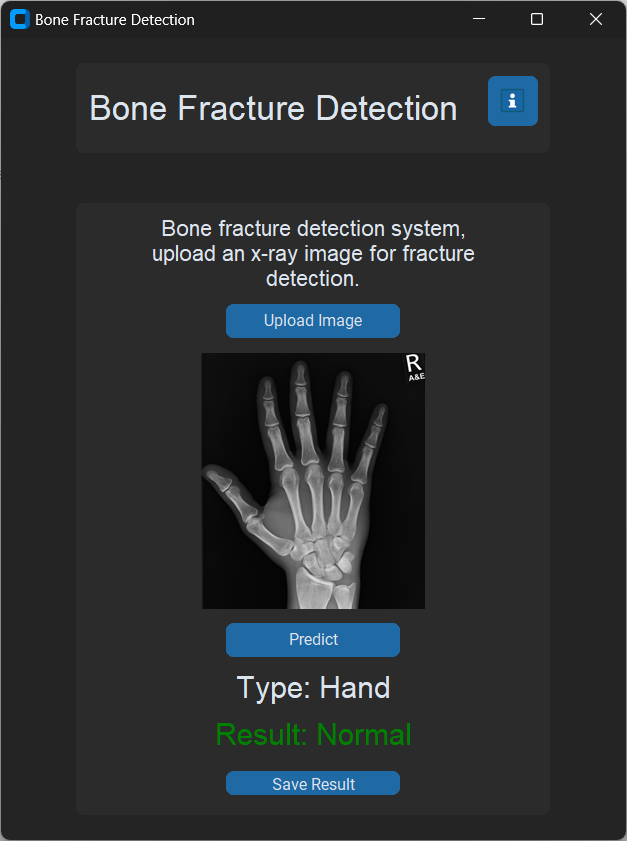 Bone Fracture Detection
Bone Fracture Detection
i
Bone fracture detection system,
upload an x-ray image for fracture
detection.
Upload Image
R
A&E
Predict
Type: Hand
Result: Normal
Save Result